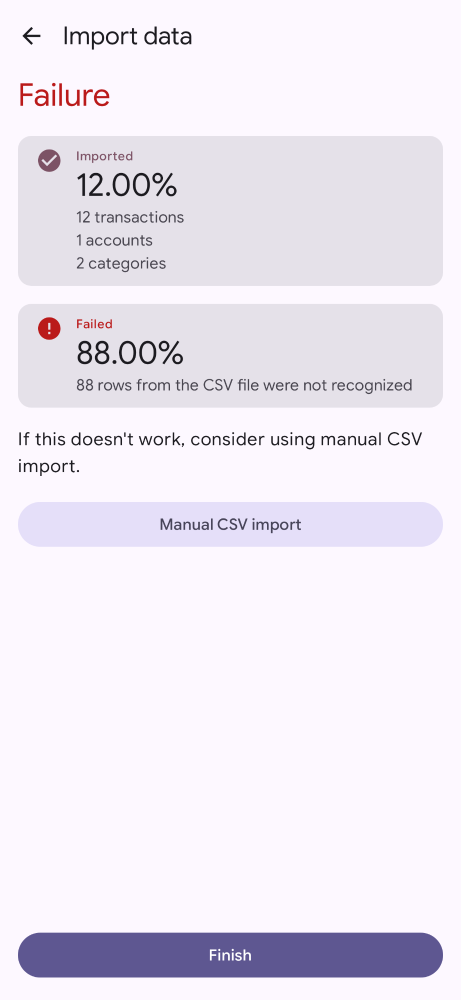 Import data
Failure
Imported
12.00%
12 transactions
1 accounts
2 categories
Failed
88.00%
88 rows from the CSV file were not recognized
If this doesn't work, consider using manual CSV
import.
Manual CSV import
Finish